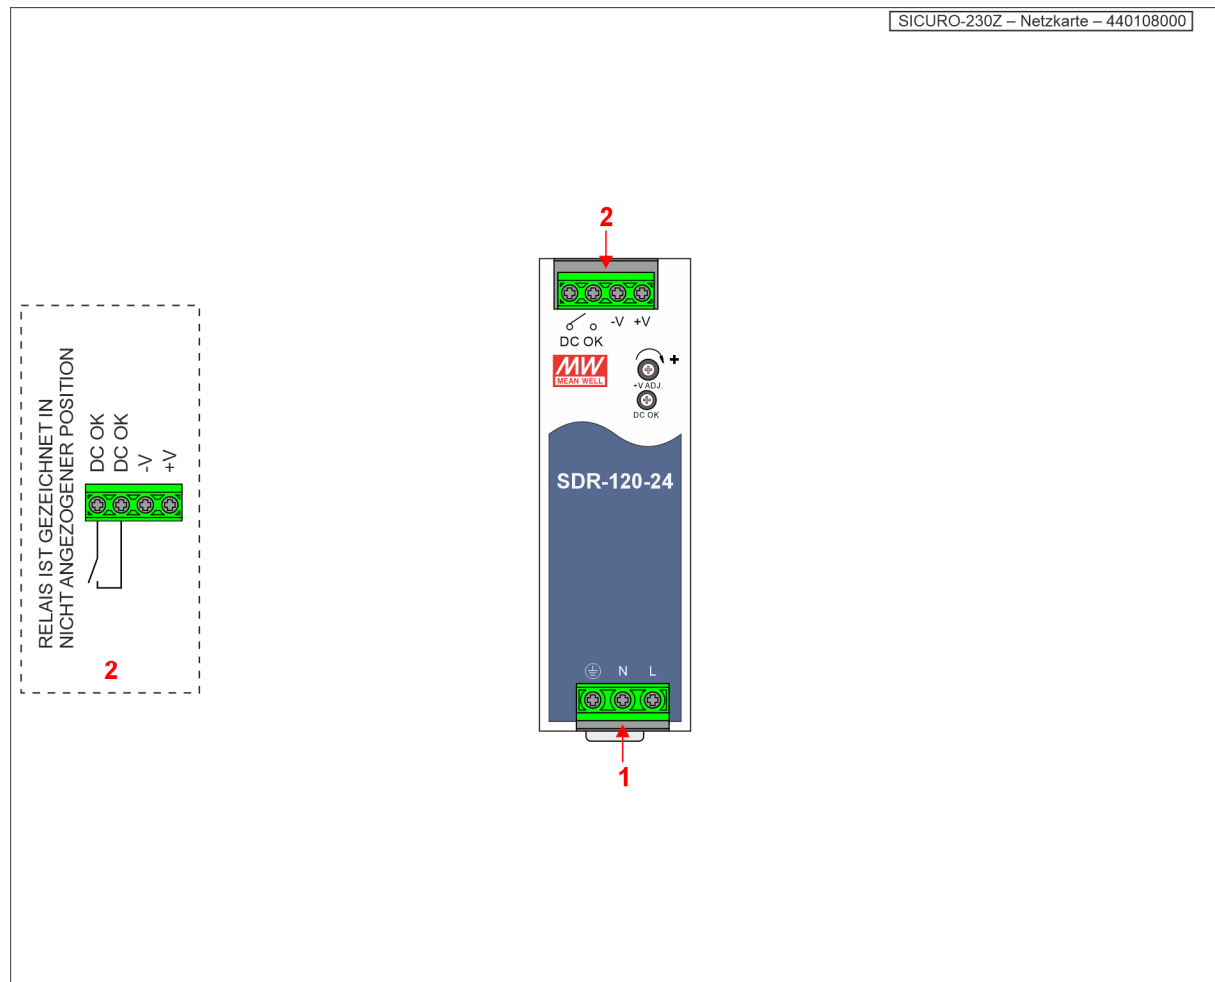 SICURO-230Z – Netzkarte – 440108000
2
-V +V
DC OK
MW
MEAN WELL
+
+V ADJ.
DC OK
SDR-120-24
N L
1
RELAIS IST GEZEICHNET IN
NICHT ANGEZOGENER POSITION
DC OK
DC OK
-V
+V
2